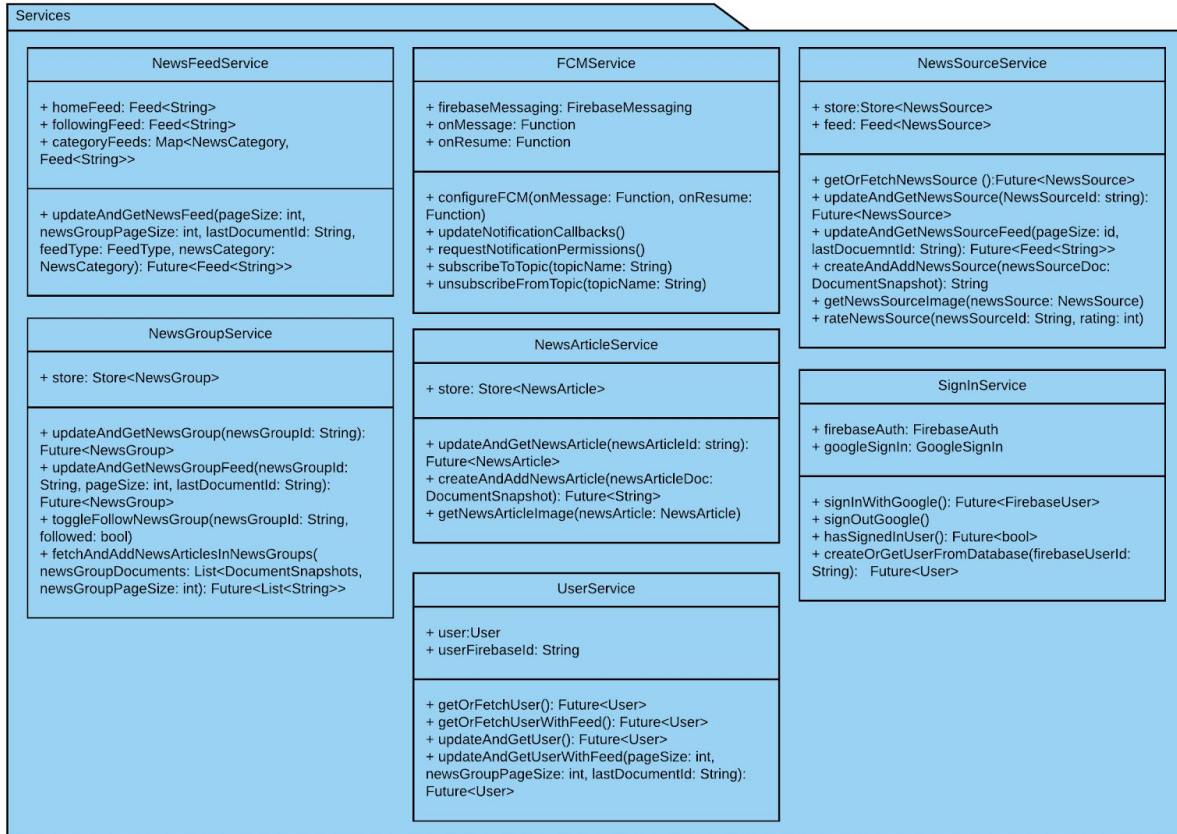 Services
NewsFeedService
+ homeFeed: Feed<String>
+ followingFeed: Feed<String>
+ categoryFeeds: Map<NewsCategory,
Feed<String>>
+ updateAndGetNewsFeed(pageSize: int,
newsGroupPageSize: int, lastDocumentId: String,
feedType: FeedType, newsCategory:
NewsCategory): Future<Feed<String>>
FCMService
+ firebaseMessaging: FirebaseMessaging
+ onMessage: Function
+ onResume: Function
+ configureFCM(onMessage: Function, onResume:
Function)
+ updateNotificationCallbacks()
+ requestNotificationPermissions()
+ subscribeToTopic(topicName: String)
+ unsubscribeFromTopic(topicName: String)
NewsSourceService
+ store:Store<NewsSource>
+ feed: Feed<NewsSource>
+ getOrFetchNewsSource ():Future<NewsSource>
+ updateAndGetNewsSource(NewsSourceId: string):
Future<NewsSource>
+ updateAndGetNewsSourceFeed(pageSize: id,
lastDocuemntId: String): Future<Feed<String>>
+ createAndAddNewsSource(newsSourceDoc:
DocumentSnapshot): String
+ getNewsSourceImage(newsSource: NewsSource)
+ rateNewsSource(newsSourceId: String, rating: int)
NewsGroupService
+ store: Store<NewsGroup>
+ updateAndGetNewsGroup(newsGroupId: String):
Future<NewsGroup>
+ updateAndGetNewsGroupFeed(newsGroupId:
String, pageSize: int, lastDocumentId: String):
Future<NewsGroup>
+ toggleFollowNewsGroup(newsGroupId: String,
followed: bool)
+ fetchAndAddNewsArticlesInNewsGroups(
newsGroupDocuments: List<DocumentSnapshots,
newsGroupPageSize: int): Future<List<String>>
NewsArticleService
+ store: Store<NewsArticle>
+ updateAndGetNewsArticle(newsArticleId: string):
Future<NewsArticle>
+ createAndAddNewsArticle(newsArticleDoc:
DocumentSnapshot): Future<String>
+ getNewsArticleImage(newsArticle: NewsArticle)
SignInService
+ firebaseAuth: FirebaseAuth
+ googleSignIn: GoogleSignIn
+ signInWithGoogle(): Future<FirebaseUser>
+ signOutGoogle()
+ hasSignedInUser(): Future<bool>
+ createOrGetUserFromDatabase(firebaseUserId:
String): Future<User>
UserService
+ user:User
+ userFirebaseId: String
+ getOrFetchUser(): Future<User>
+ getOrFetchUserWithFeed(): Future<User>
+ updateAndGetUser(): Future<User>
+ updateAndGetUserWithFeed(pageSize: int,
newsGroupPageSize: int, lastDocumentId: String):
Future<User>